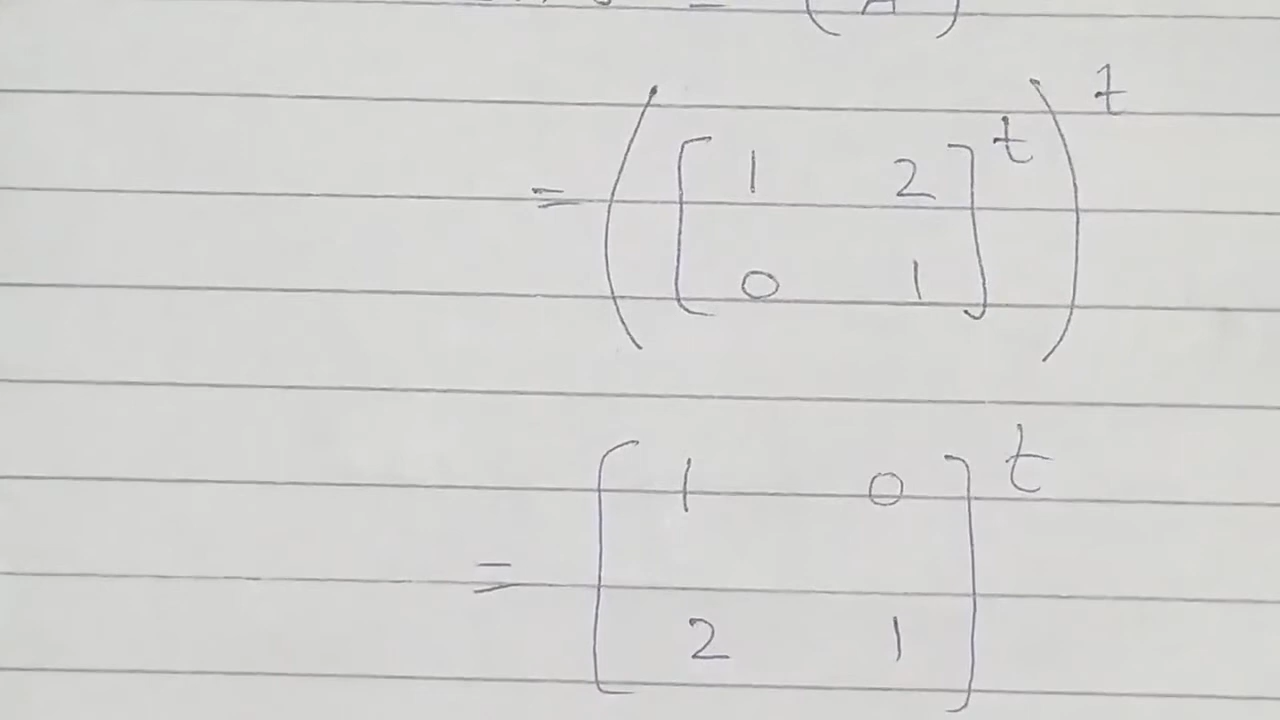 = ([1 2
0 1]^t)^t
= [1 0
2 1]^t